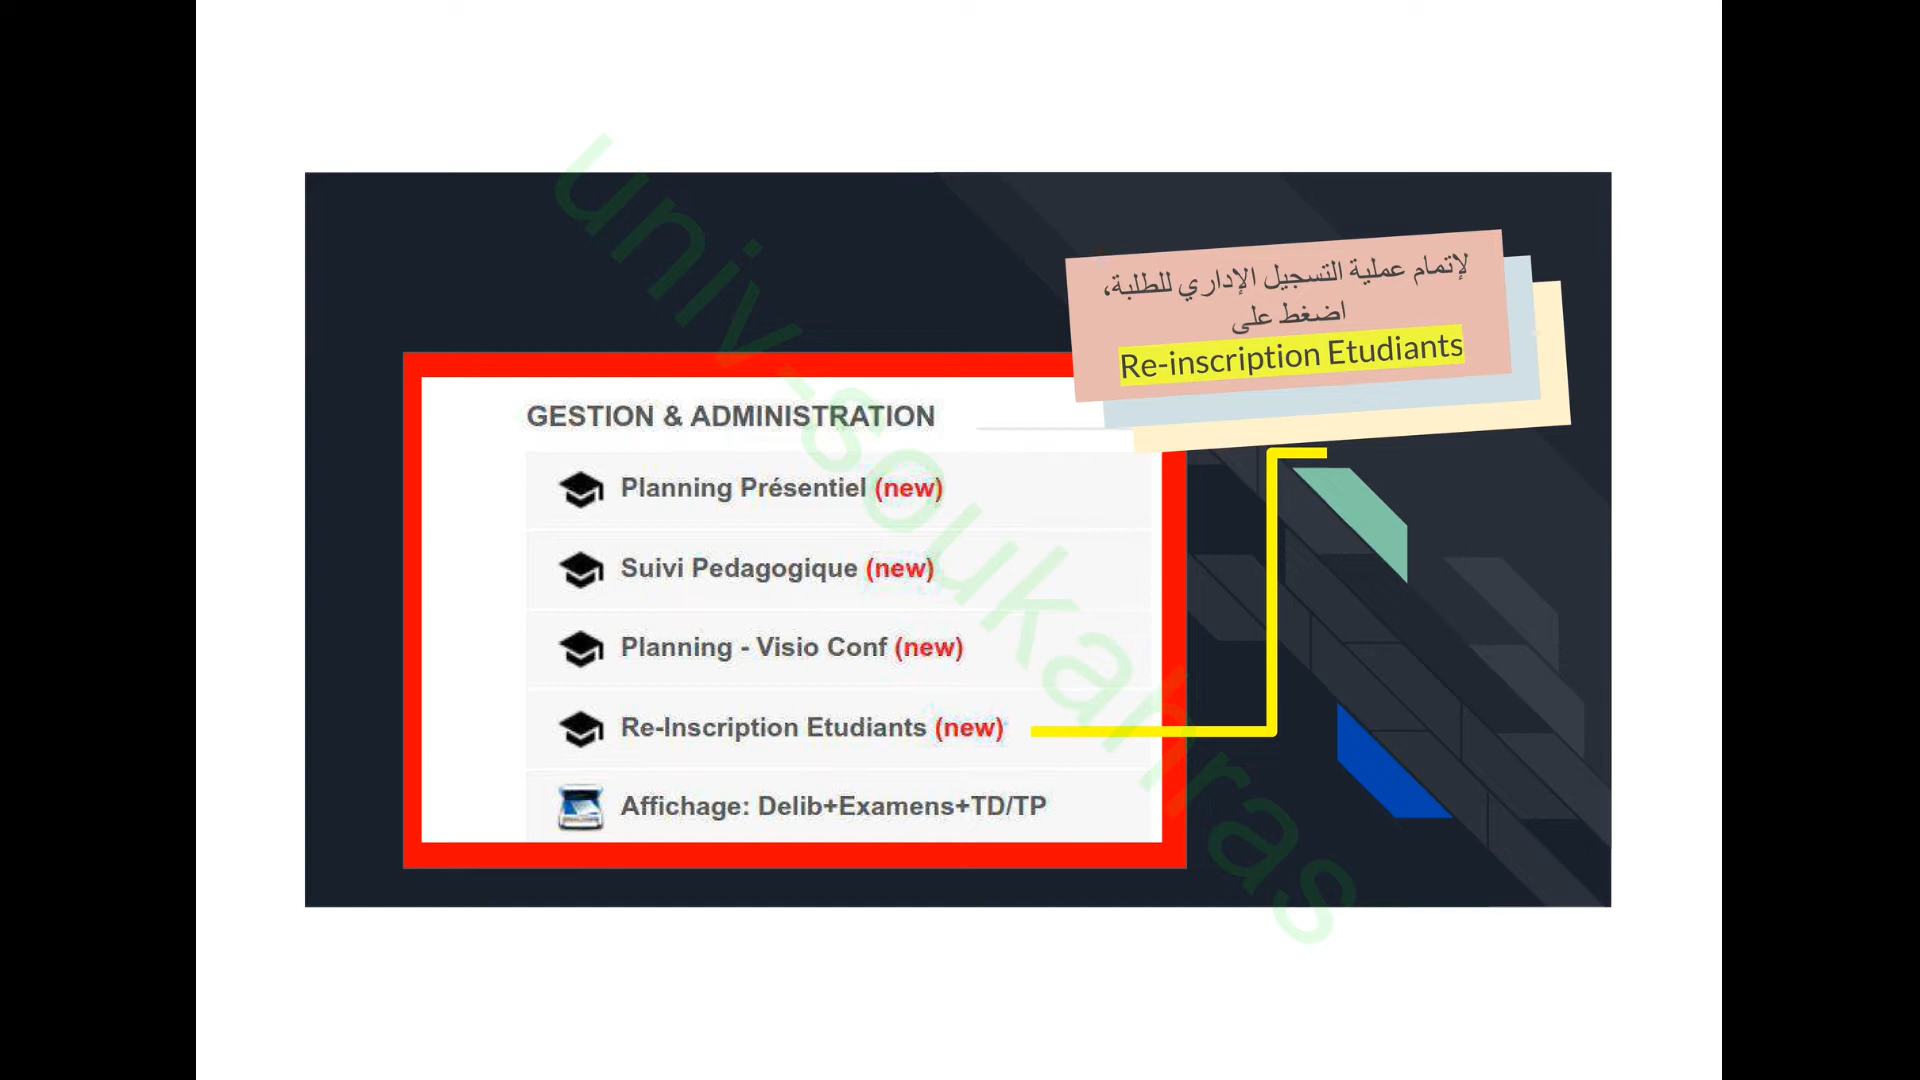 لإتمام عملية التسجيل الإداري للطلبة،
اضغط على
Re-inscription Etudiants
GESTION & ADMINISTRATION
Planning Présentiel (new)
Suivi Pedagogique (new)
Planning - Visio Conf (new)
Re-Inscription Etudiants (new)
Affichage: Delib+Examens+TD/TP
univ-soukahras